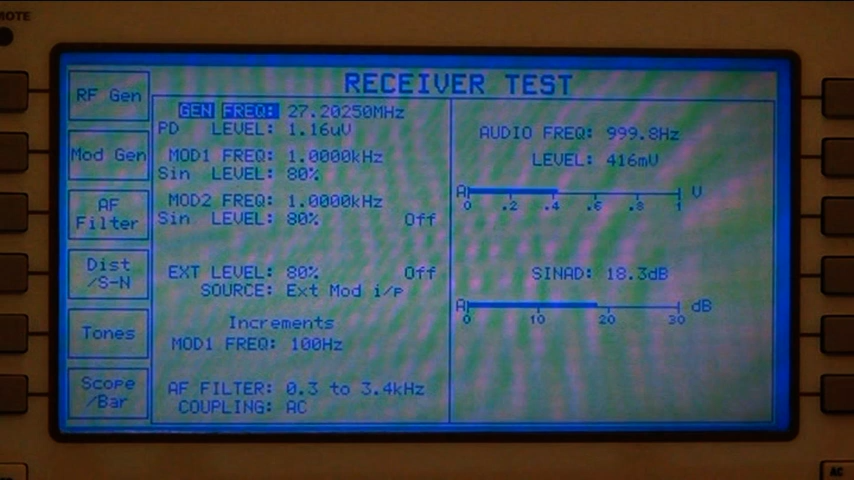 MOTE
RECEIVER TEST
RF Gen
Mod Gen
AF
Filter
Dist
/S-N
Tones
Scope
/Bar
GEN FREQ: 27.20250MHz
PD LEVEL: 1.16uV
MOD1 FREQ: 1.0000kHz
Sin LEVEL: 80%
MOD2 FREQ: 1.0000kHz
Sin LEVEL: 80% Off
EXT LEVEL: 80% Off
SOURCE: Ext Mod i/p
Increments
MOD1 FREQ: 100Hz
AF FILTER: 0.3 to 3.4kHz
COUPLING: AC
AUDIO FREQ: 999.8Hz
LEVEL: 416mV
A V
0 .2 .4 .6 .8 1
SINAD: 18.3dB
A dB
0 10 20 30
AC